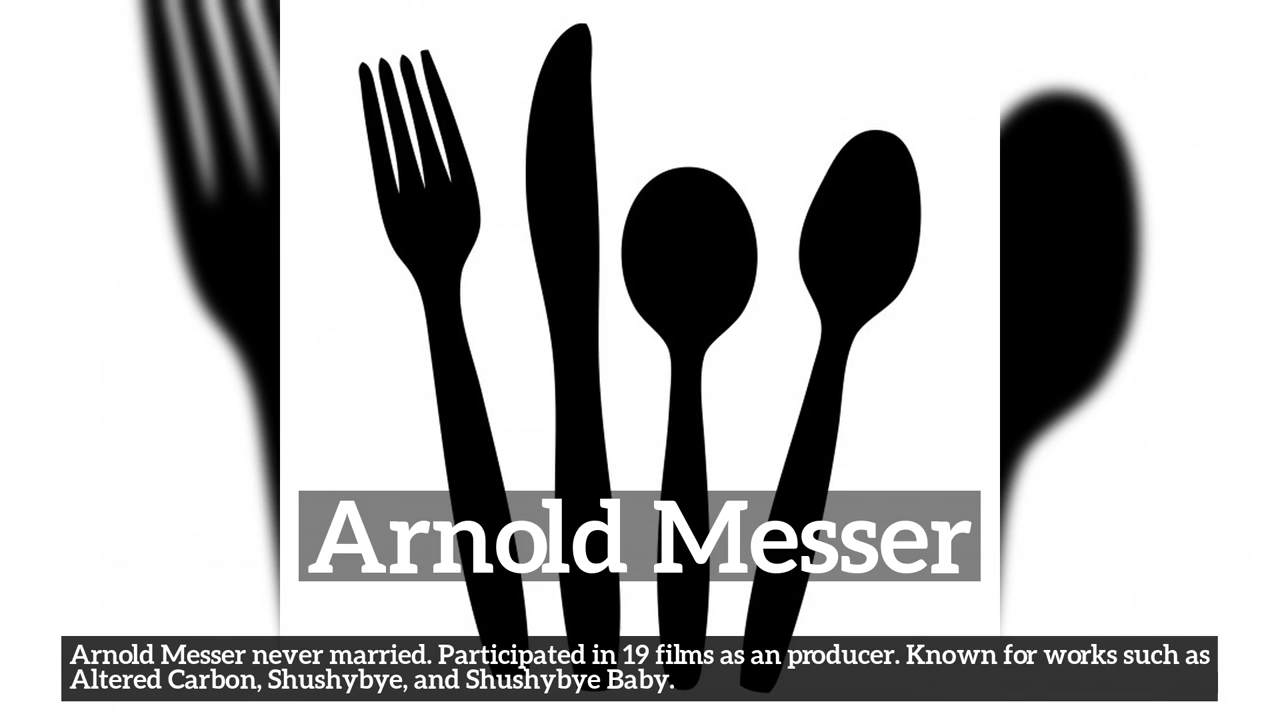 Arnold Messer
Arnold Messer never married. Participated in 19 films as an producer. Known for works such as
Altered Carbon, Shushybye, and Shushybye Baby.